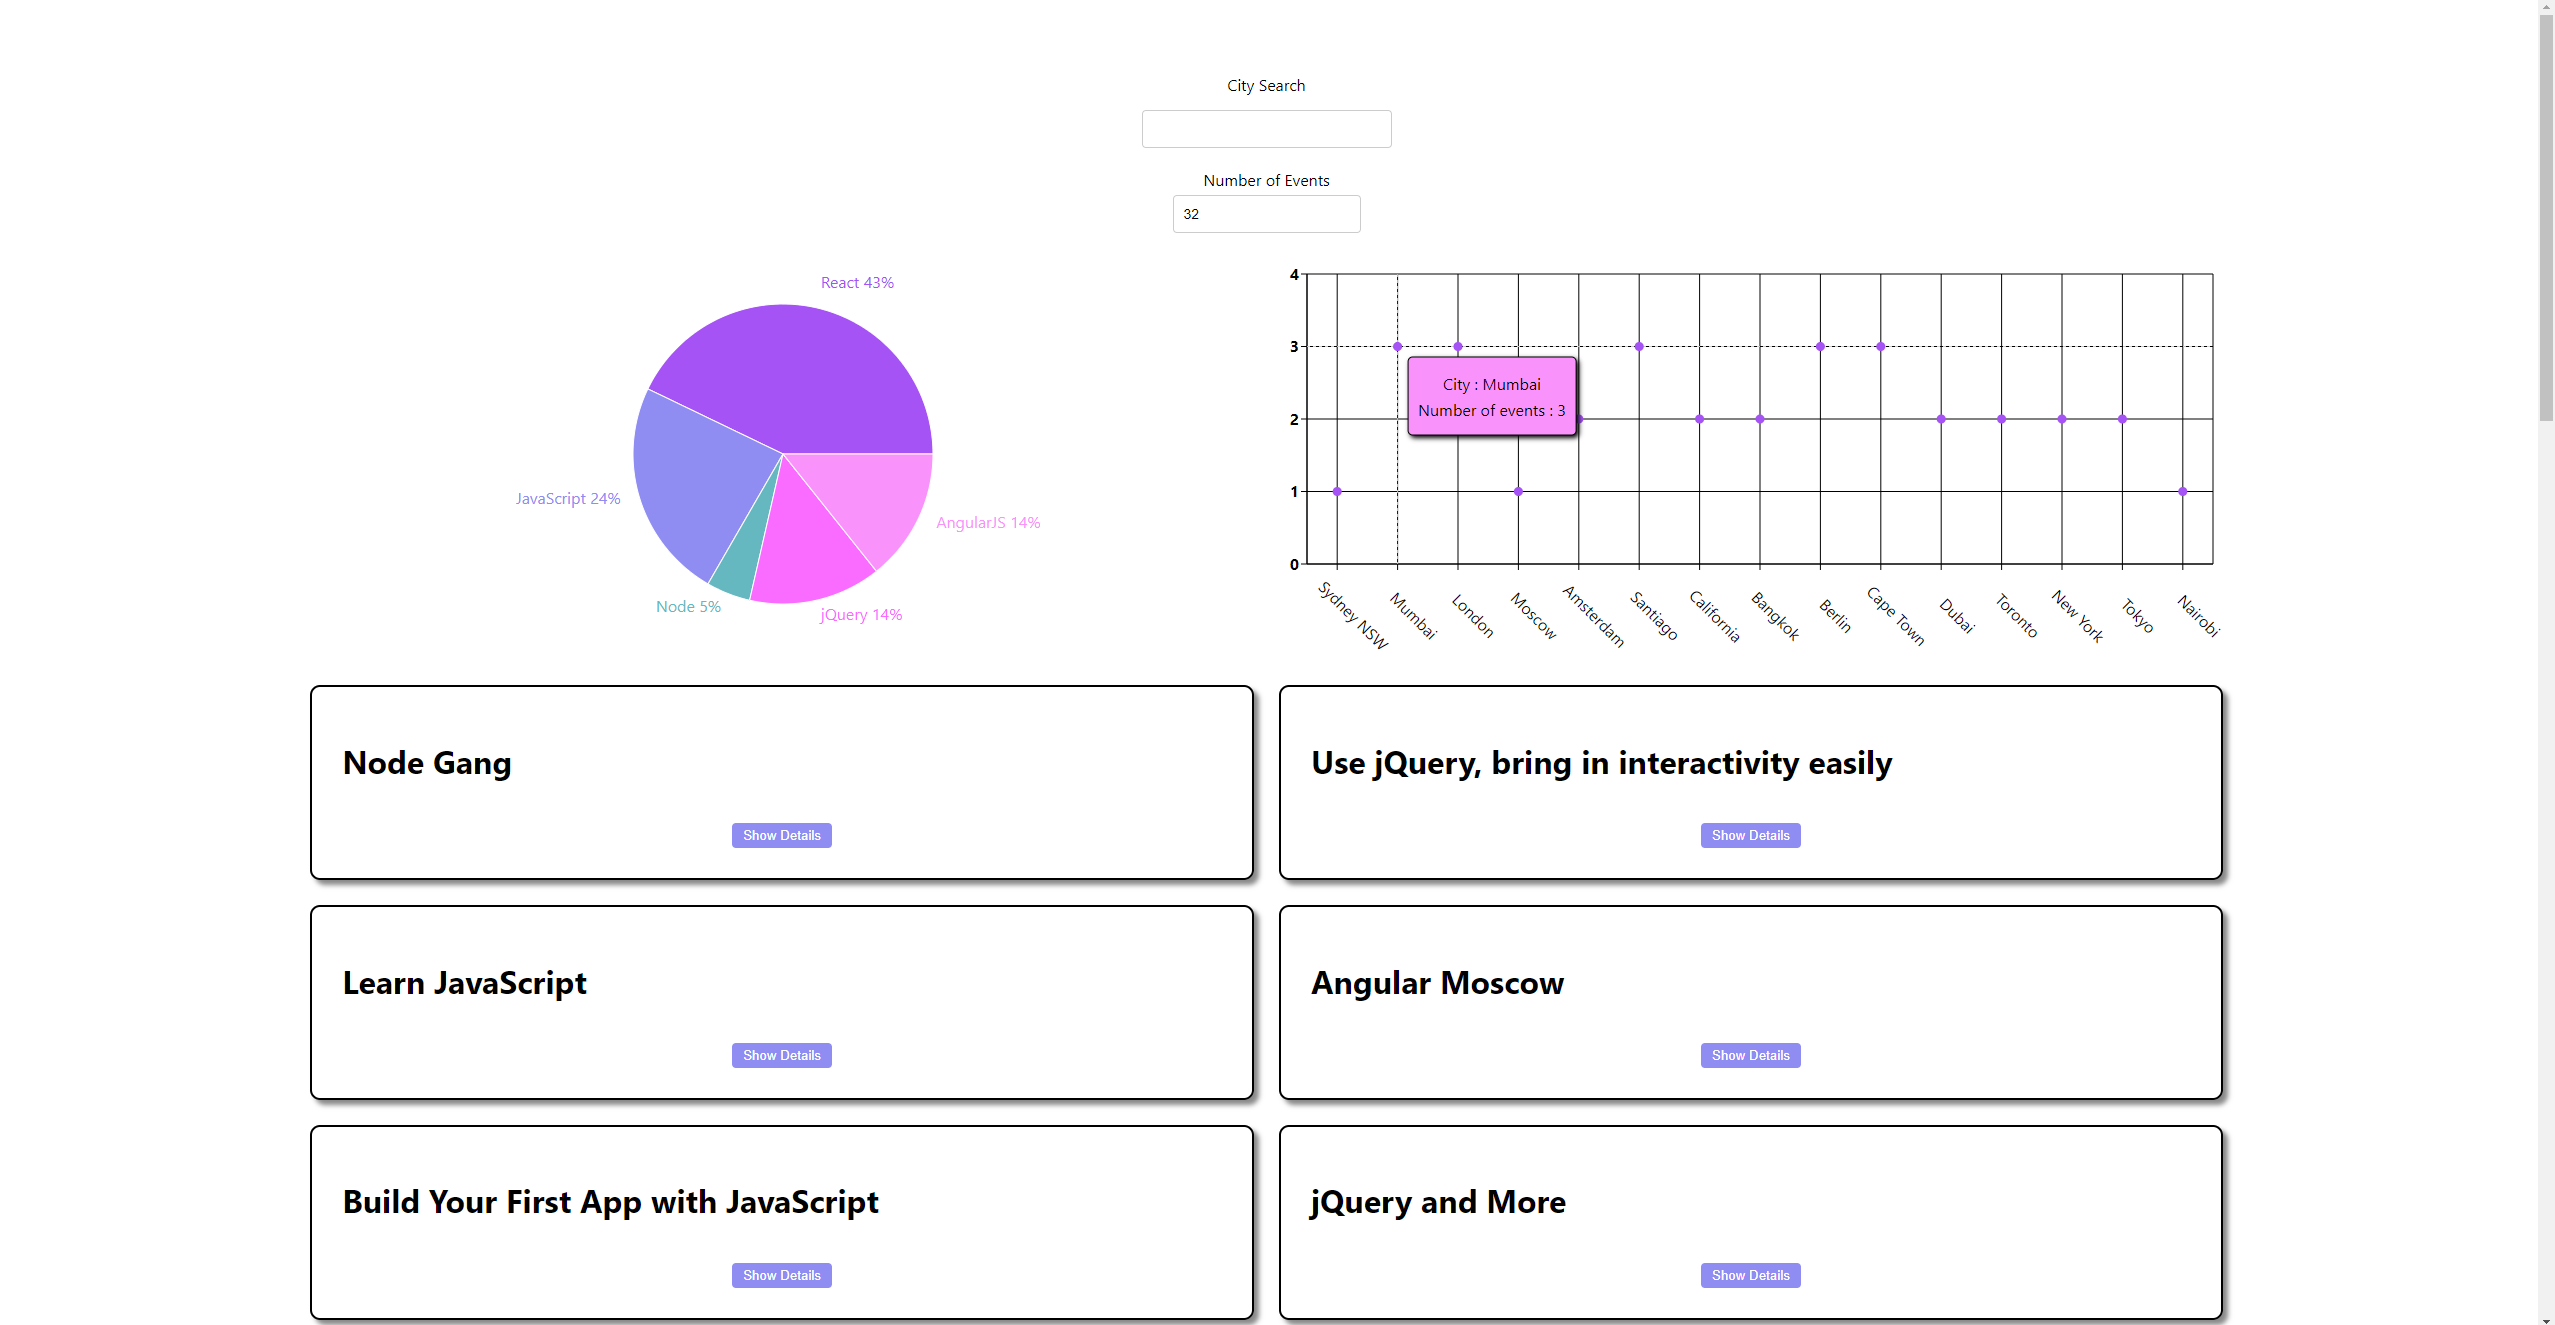 City Search
Number of Events
32
React 43%
JavaScript 24%
AngularJS 14%
Node 5%
jQuery 14%
4
3
2
1
0
City : Mumbai
Number of events : 3
Sydney NSW
Mumbai
London
Moscow
Amsterdam
Santiago
California
Bangkok
Berlin
Cape Town
Dubai
Toronto
New York
Tokyo
Nairobi
Node Gang
Show Details
Use jQuery, bring in interactivity easily
Show Details
Learn JavaScript
Show Details
Angular Moscow
Show Details
Build Your First App with JavaScript
Show Details
jQuery and More
Show Details